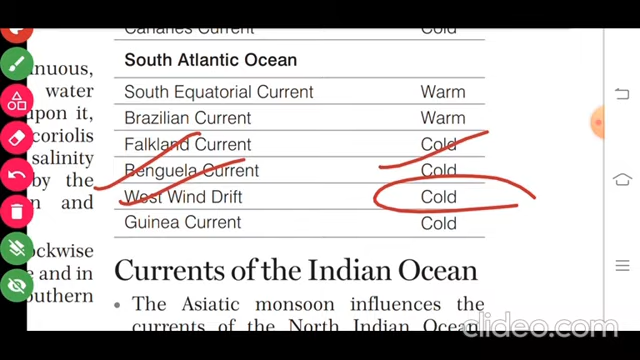 Canaries Current Cold
South Atlantic Ocean
South Equatorial Current Warm
Brazilian Current Warm
Falkland Current Cold
Benguela Current Cold
West Wind Drift Cold
Guinea Current Cold
nuous,
water
upon it,
coriolis
salinity
by the
n and
ockwise
e and in
outhern
Currents of the Indian Ocean
• The Asiatic monsoon influences the
currents of the North Indian Ocean,
clideo.com